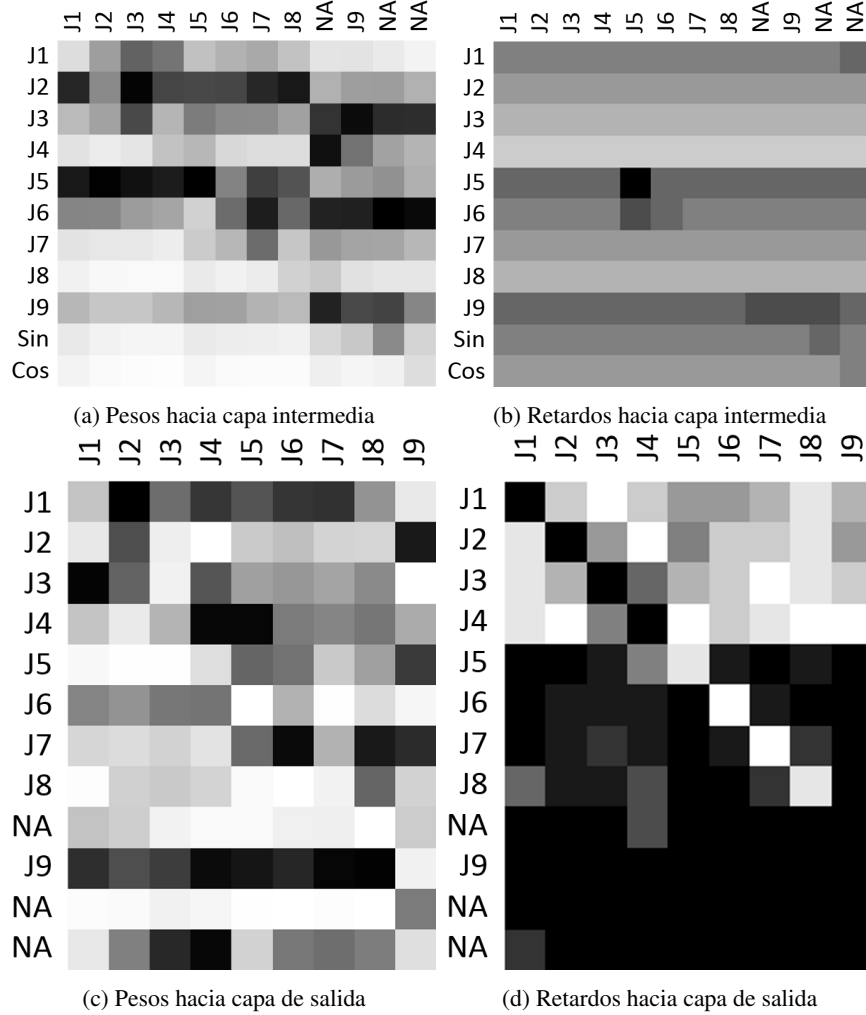 J1 J2 J3 J4 J5 J6 J7 J8 NA J9 NA NA
J1
J2
J3
J4
J5
J6
J7
J8
J9
Sin
Cos
(a) Pesos hacia capa intermedia
J1 J2 J3 J4 J5 J6 J7 J8 NA J9 NA NA
J1
J2
J3
J4
J5
J6
J7
J8
J9
Sin
Cos
(b) Retardos hacia capa intermedia
J1 J2 J3 J4 J5 J6 J7 J8 J9
J1
J2
J3
J4
J5
J6
J7
J8
NA
J9
NA
NA
(c) Pesos hacia capa de salida
J1 J2 J3 J4 J5 J6 J7 J8 J9
J1
J2
J3
J4
J5
J6
J7
J8
NA
J9
NA
NA
(d) Retardos hacia capa de salida